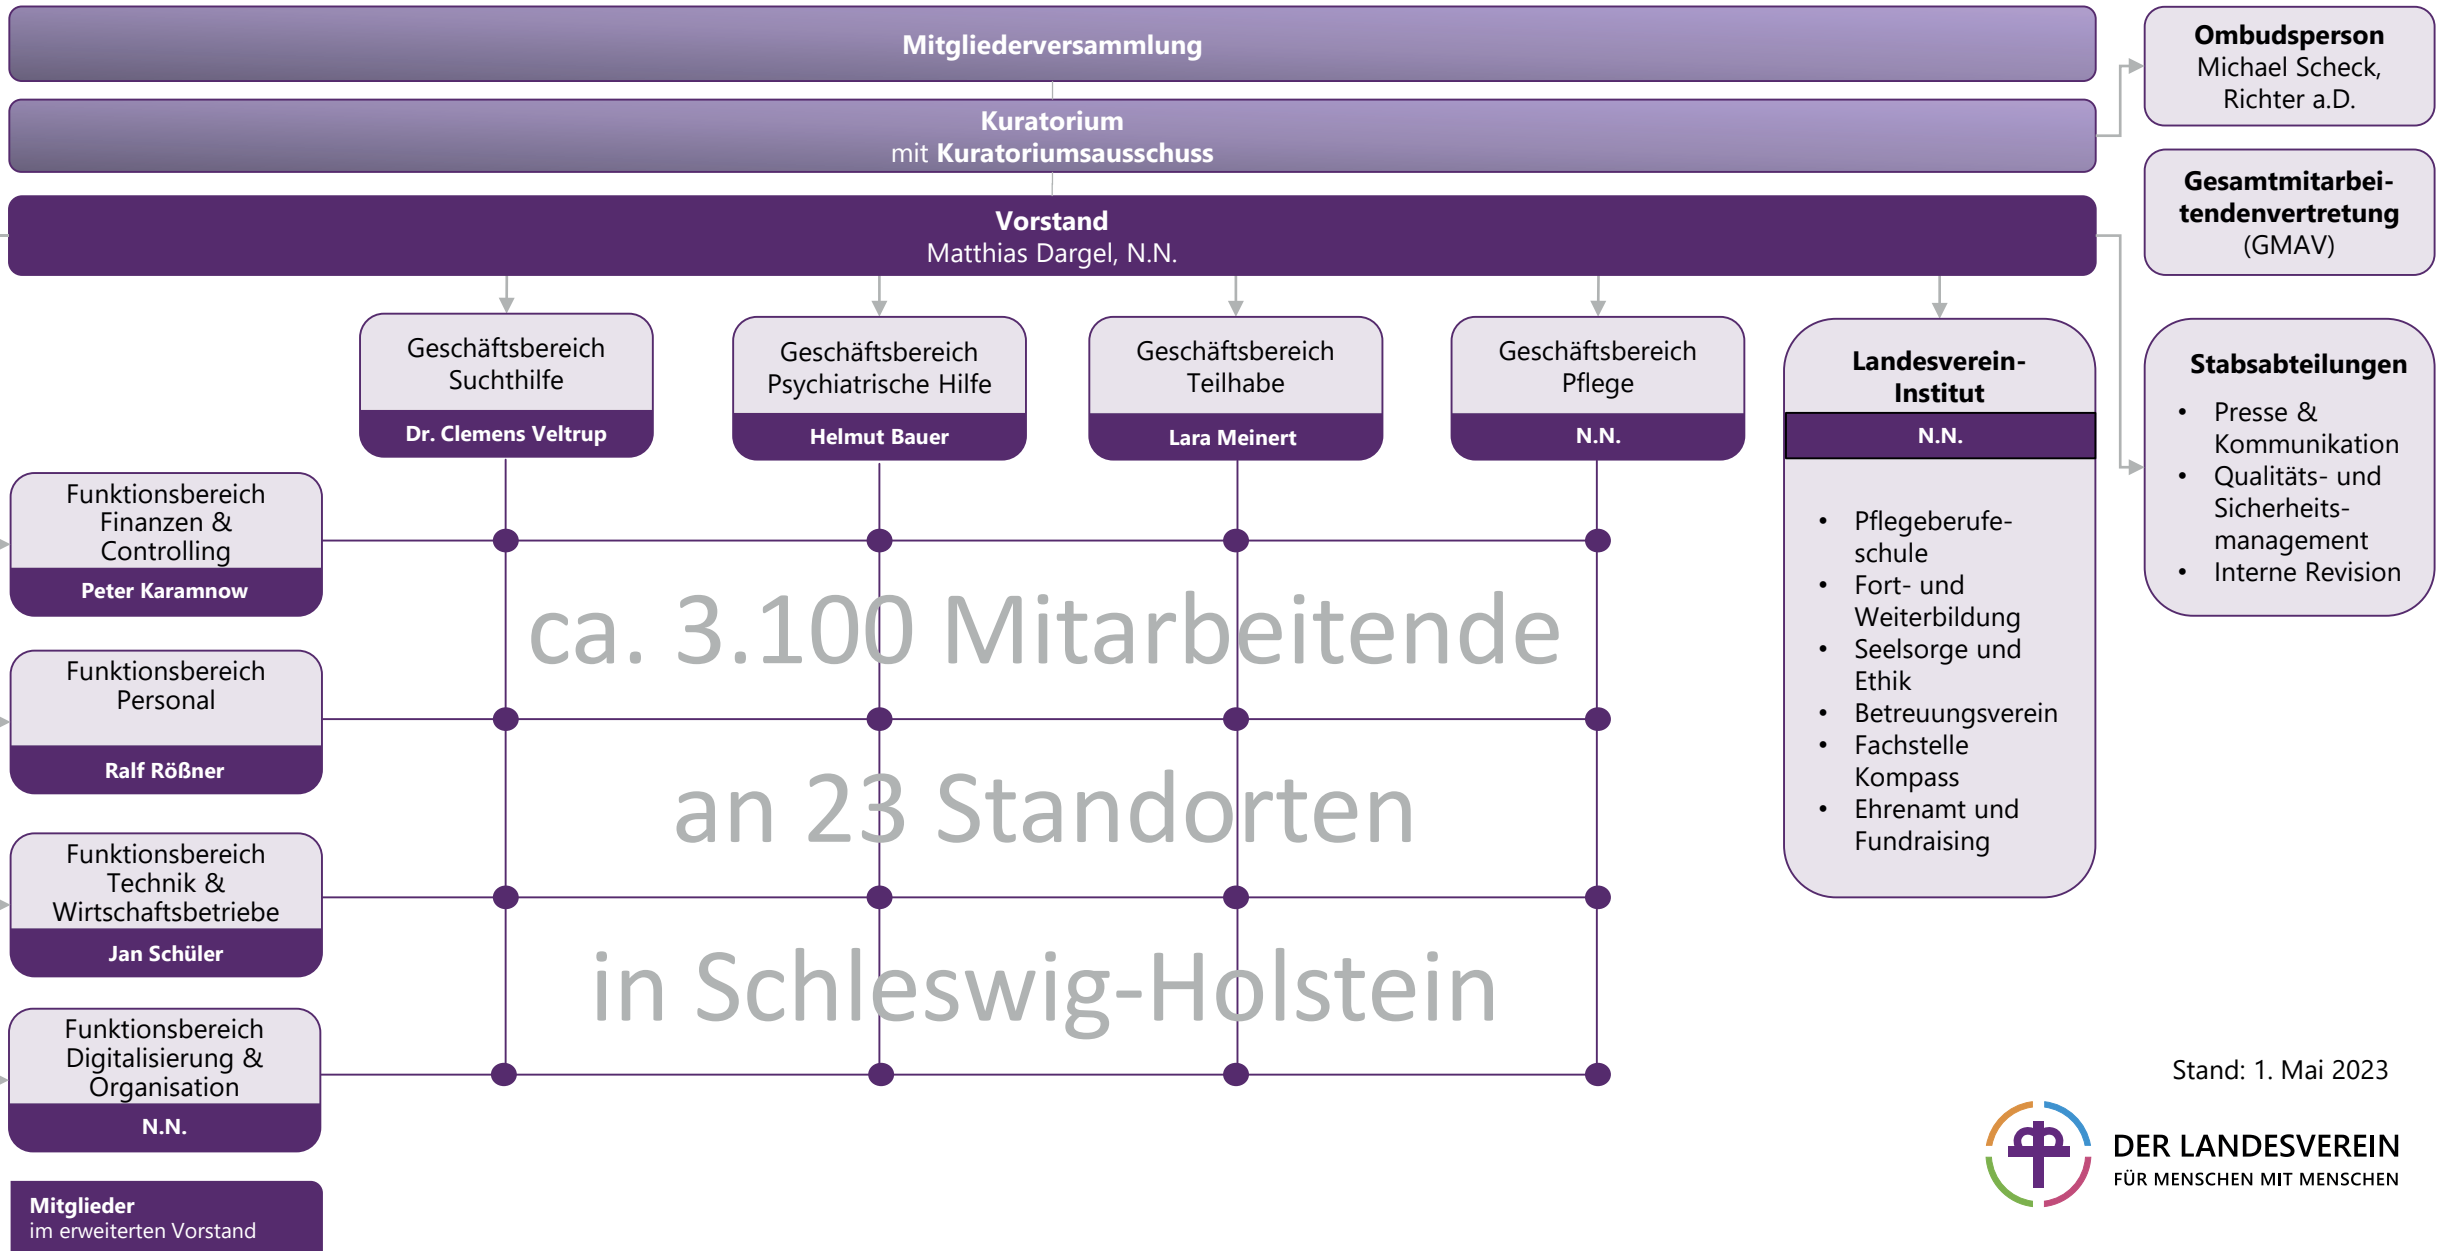 Mitgliederversammlung
Kuratorium
mit Kuratoriumsausschuss
Vorstand
Matthias Dargel, N.N.
Ombudsperson
Michael Scheck,
Richter a.D.
Gesamtmitarbei-
tendenvertretung
(GMAV)
Geschäftsbereich
Suchthilfe
Dr. Clemens Veltrup
Geschäftsbereich
Psychiatrische Hilfe
Helmut Bauer
Geschäftsbereich
Teilhabe
Lara Meinert
Geschäftsbereich
Pflege
N.N.
Landesverein-
Institut
N.N.
• Pflegeberufe-
schule
• Fort- und
Weiterbildung
• Seelsorge und
Ethik
• Betreuungsverein
• Fachstelle
Kompass
• Ehrenamt und
Fundraising
Stabsabteilungen
• Presse &
Kommunikation
• Qualitäts- und
Sicherheits-
management
• Interne Revision
Funktionsbereich
Finanzen &
Controlling
Peter Karamnow
Funktionsbereich
Personal
Ralf Rößner
Funktionsbereich
Technik &
Wirtschaftsbetriebe
Jan Schüler
Funktionsbereich
Digitalisierung &
Organisation
N.N.
ca. 3.100 Mitarbeitende
an 23 Standorten
in Schleswig-Holstein
Mitglieder
im erweiterten Vorstand
Stand: 1. Mai 2023
DER LANDESVEREIN
FÜR MENSCHEN MIT MENSCHEN